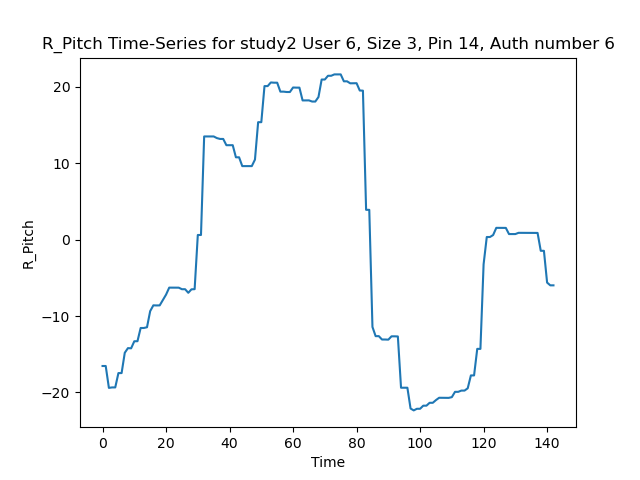 R_Pitch Time-Series for study2 User 6, Size 3, Pin 14, Auth number 6
20
10
0
−10
−20
R_Pitch
0 20 40 60 80 100 120 140
Time